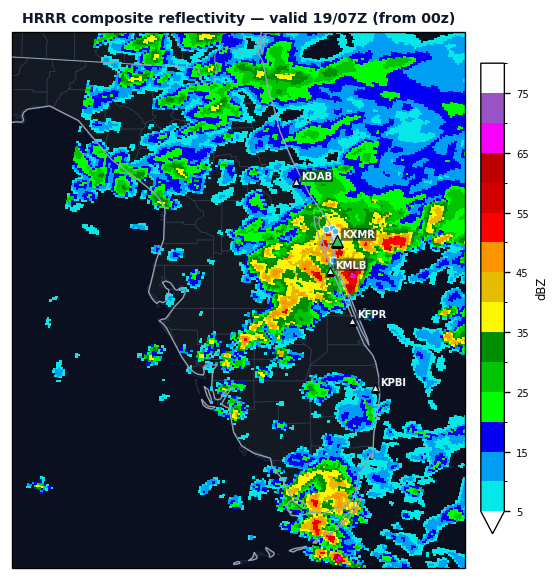 HRRR composite reflectivity — valid 19/07Z (from 00z)
KDAB
KXMR
KMLB
KFPR
KPBI
75
65
55
45
35
25
15
5
dBZ